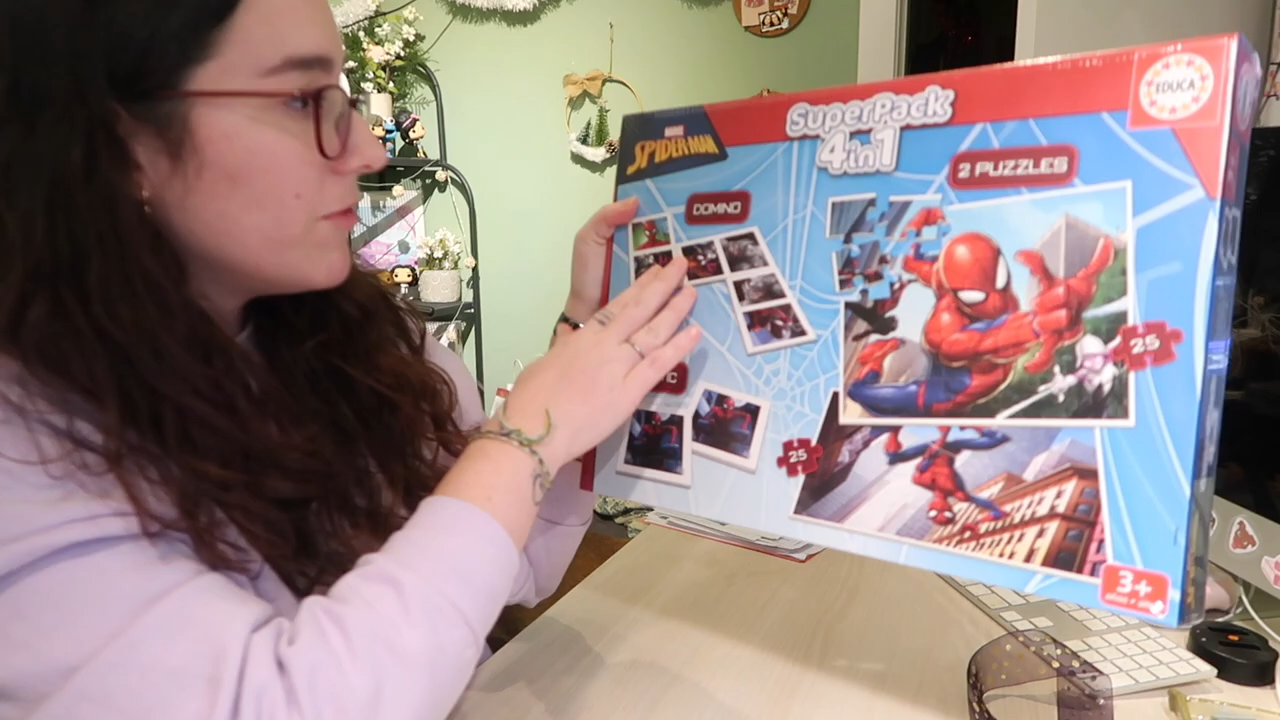 MARVEL
SPIDER-MAN
SuperPack
4in1
EDUCA
DOMINO
2 PUZZLES
25
25
3+